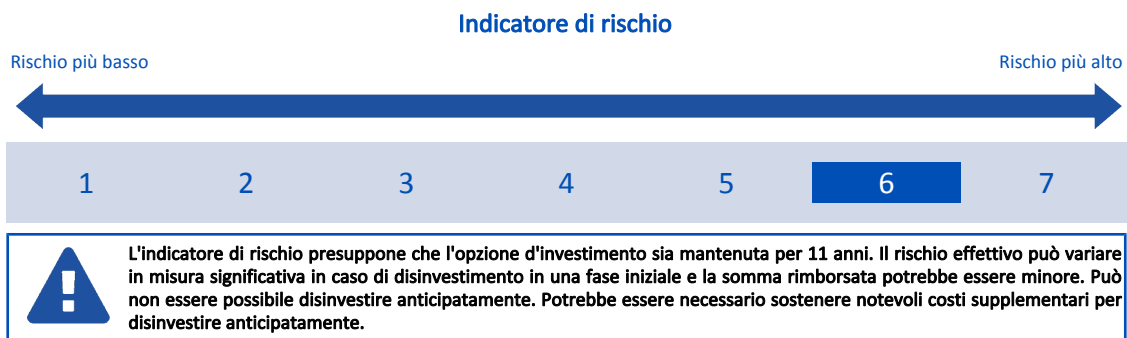 Indicatore di rischio
Rischio più basso
Rischio più alto
1 2 3 4 5 6 7
L'indicatore di rischio presuppone che l'opzione d'investimento sia mantenuta per 11 anni. Il rischio effettivo può variare
in misura significativa in caso di disinvestimento in una fase iniziale e la somma rimborsata potrebbe essere minore. Può
non essere possibile disinvestire anticipatamente. Potrebbe essere necessario sostenere notevoli costi supplementari per
disinvestire anticipatamente.